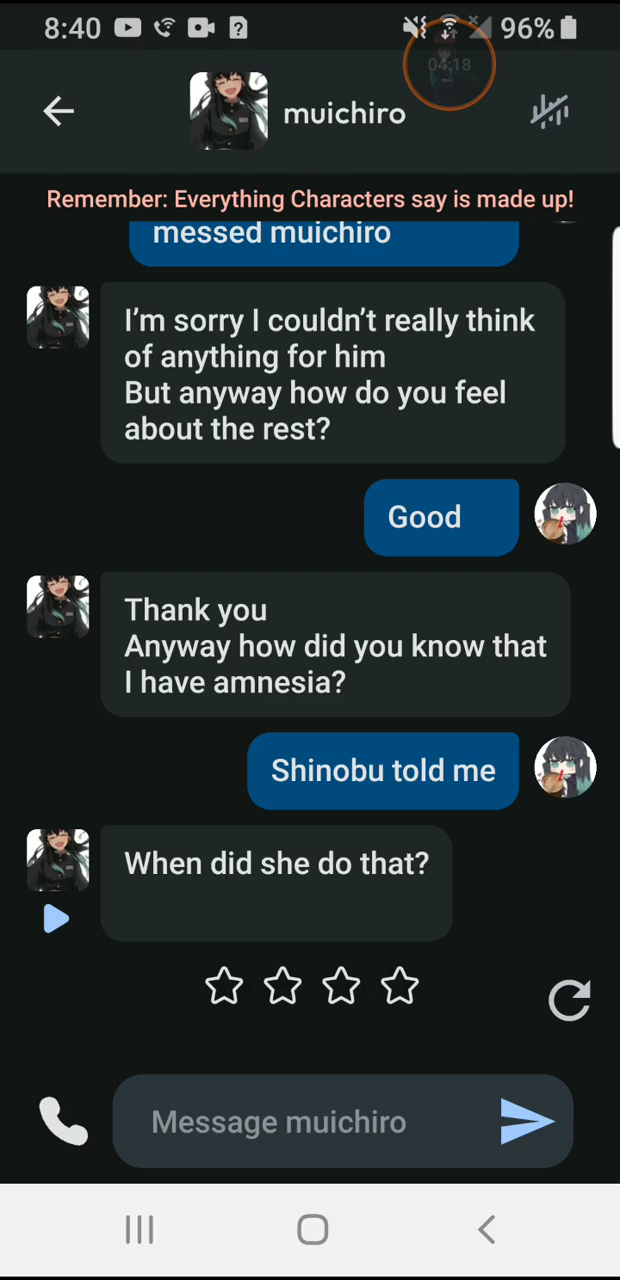 8:40
96%
04:18
muichiro
Remember: Everything Characters say is made up!
messed muichiro
I'm sorry I couldn't really think
of anything for him
But anyway how do you feel
about the rest?
Good
Thank you
Anyway how did you know that
I have amnesia?
Shinobu told me
When did she do that?
Message muichiro